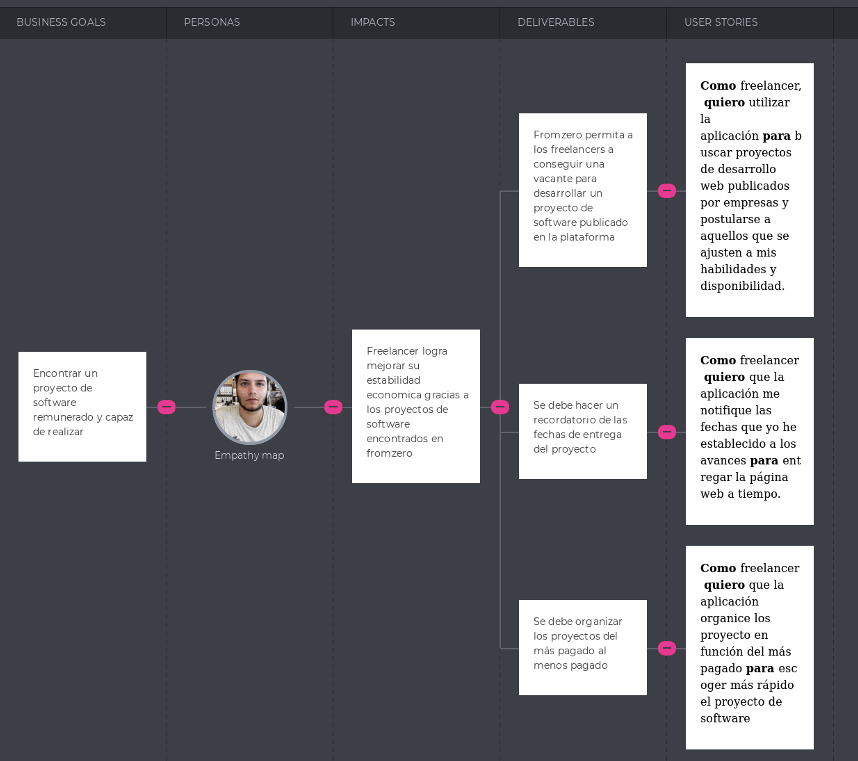 BUSINESS GOALS
PERSONAS
IMPACTS
DELIVERABLES
USER STORIES
Encontrar un
proyecto de
software
remunerado y capaz
de realizar
Empathy map
Freelancer logra
mejorar su
estabilidad
economica gracias a
los proyectos de
software
encontrados en
fromzero
Fromzero permita a
los freelancers a
conseguir una
vacante para
desarrollar un
proyecto de
software publicado
en la plataforma
Como freelancer,
quiero utilizar
la
aplicación para b
uscar proyectos
de desarrollo
web publicados
por empresas y
postularse a
aquellos que se
ajusten a mis
habilidades y
disponibilidad.
Se debe hacer un
recordatorio de las
fechas de entrega
del proyecto
Como freelancer
quiero que la
aplicación me
notifique las
fechas que yo he
establecido a los
avances para ent
regar la página
web a tiempo.
Se debe organizar
los proyectos del
más pagado al
menos pagado
Como freelancer
quiero que la
aplicación
organice los
proyecto en
función del más
pagado para esc
oger más rápido
el proyecto de
software